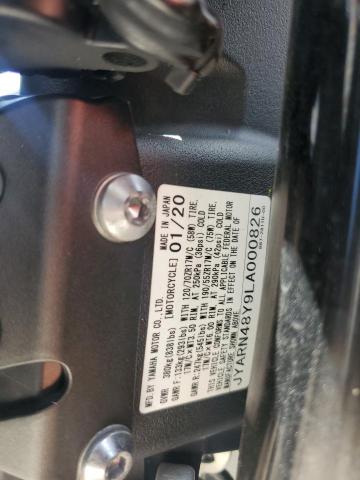 MFD.BY YAMAHA MOTOR CO.,LTD. MADE IN JAPAN
[MOTORCYCLE] 01/20
GVWR: 380kg(838lbs)
GAWR F:133kg(293lbs) WITH 120/70ZR17M/C (58W) TIRE,
17M/C×MT3.50 RIM, AT 250kPa (36psi) COLD
GAWR R:247kg(545lbs) WITH 190/55ZR17M/C (75W) TIRE,
17M/C×MT6.00 RIM, AT 290kPa (42psi) COLD
THIS VEHICLE CONFORMS TO ALL APPLICABLE FEDERAL MOTOR
VEHICLE SAFETY STANDARDS IN EFFECT ON THE DATE OF
MANUFACTURE SHOWN ABOVE.
JYARN48Y9LA000826